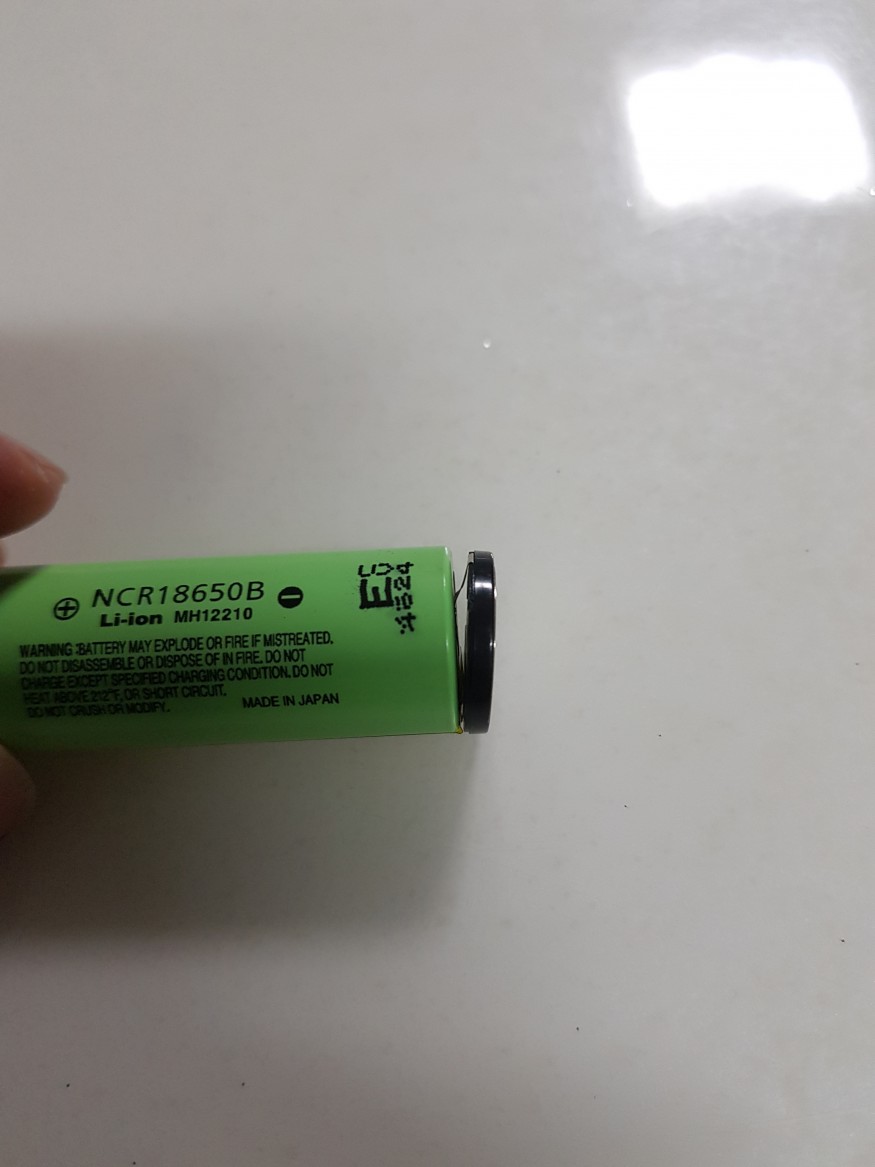 ⊕ NCR18650B ⊖
Li-ion MH12210
WARNING :BATTERY MAY EXPLODE OR FIRE IF MISTREATED.
DO NOT DISASSEMBLE OR DISPOSE OF IN FIRE. DO NOT
CHARGE EXCEPT SPECIFIED CHARGING CONDITION. DO NOT
HEAT ABOVE 212°F, OR SHORT CIRCUIT.
DO NOT CRUSH OR MODIFY.
MADE IN JAPAN